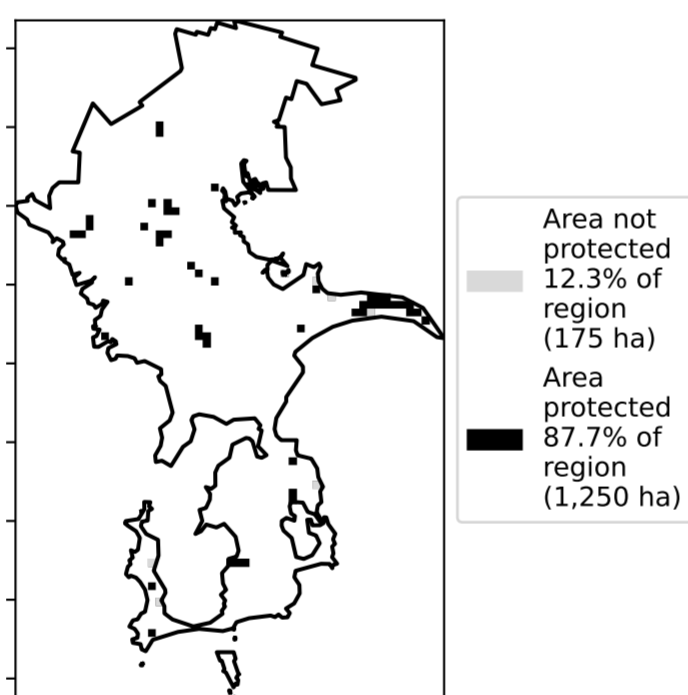 Area not
protected
12.3% of
region
(175 ha)
Area
protected
87.7% of
region
(1,250 ha)